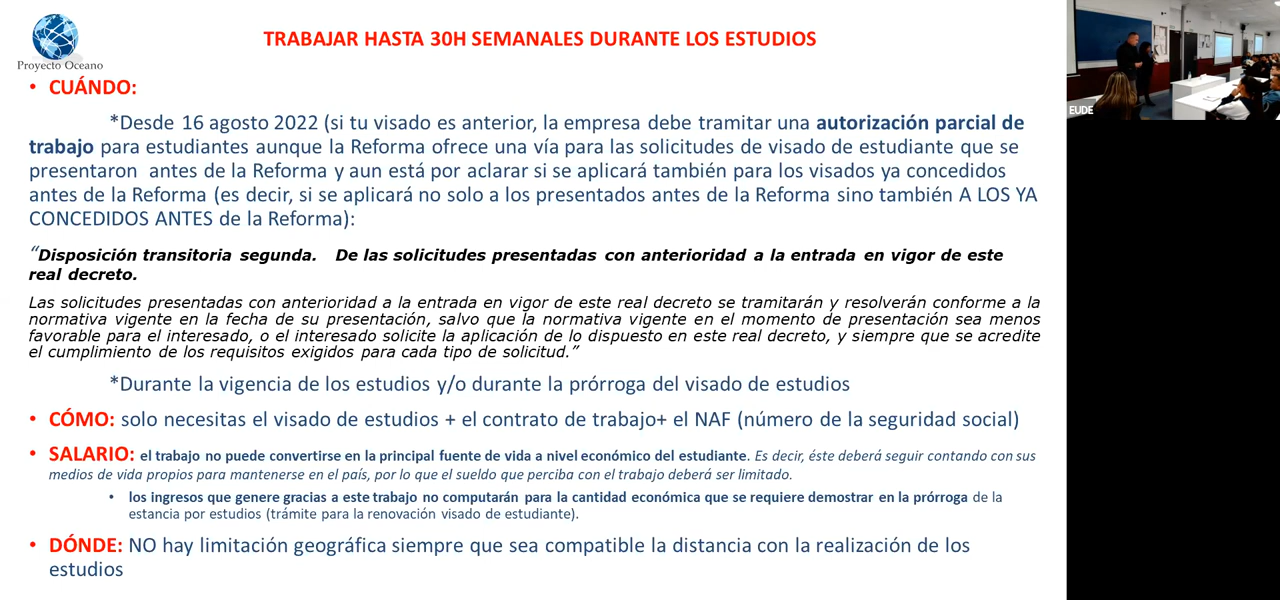 TRABAJAR HASTA 30H SEMANALES DURANTE LOS ESTUDIOS
Proyecto Oceano
• CUÁNDO:
*Desde 16 agosto 2022 (si tu visado es anterior, la empresa debe tramitar una autorización parcial de
trabajo para estudiantes aunque la Reforma ofrece una vía para las solicitudes de visado de estudiante que se
presentaron antes de la Reforma y aun está por aclarar si se aplicará también para los visados ya concedidos
antes de la Reforma (es decir, si se aplicará no solo a los presentados antes de la Reforma sino también A LOS YA
CONCEDIDOS ANTES de la Reforma):
“Disposición transitoria segunda. De las solicitudes presentadas con anterioridad a la entrada en vigor de este
real decreto.
Las solicitudes presentadas con anterioridad a la entrada en vigor de este real decreto se tramitarán y resolverán conforme a la
normativa vigente en la fecha de su presentación, salvo que la normativa vigente en el momento de presentación sea menos
favorable para el interesado, o el interesado solicite la aplicación de lo dispuesto en este real decreto, y siempre que se acredite
el cumplimiento de los requisitos exigidos para cada tipo de solicitud.”
*Durante la vigencia de los estudios y/o durante la prórroga del visado de estudios
• CÓMO: solo necesitas el visado de estudios + el contrato de trabajo+ el NAF (número de la seguridad social)
• SALARIO: el trabajo no puede convertirse en la principal fuente de vida a nivel económico del estudiante. Es decir, éste deberá seguir contando con sus
medios de vida propios para mantenerse en el país, por lo que el sueldo que perciba con el trabajo deberá ser limitado.
• los ingresos que genere gracias a este trabajo no computarán para la cantidad económica que se requiere demostrar en la prórroga de la
estancia por estudios (trámite para la renovación visado de estudiante).
• DÓNDE: NO hay limitación geográfica siempre que sea compatible la distancia con la realización de los
estudios
EUDE